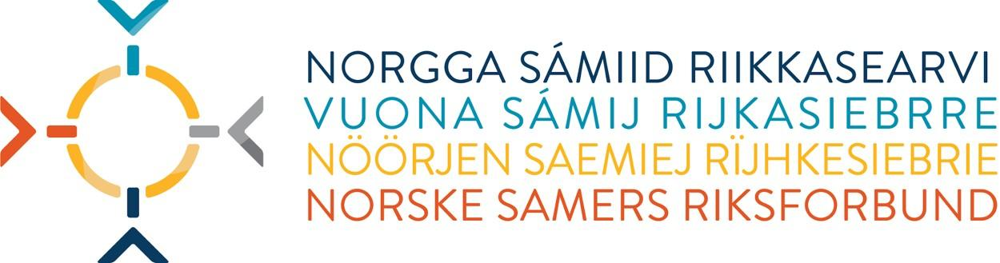 NORGGA SÁMIID RIIKKASEARVI
VUONA SÁMIJ RIJKASIEBRRE
NÖÖRJEN SAEMIEJ RÏJHKESIEBRIE
NORSKE SAMERS RIKSFORBUND